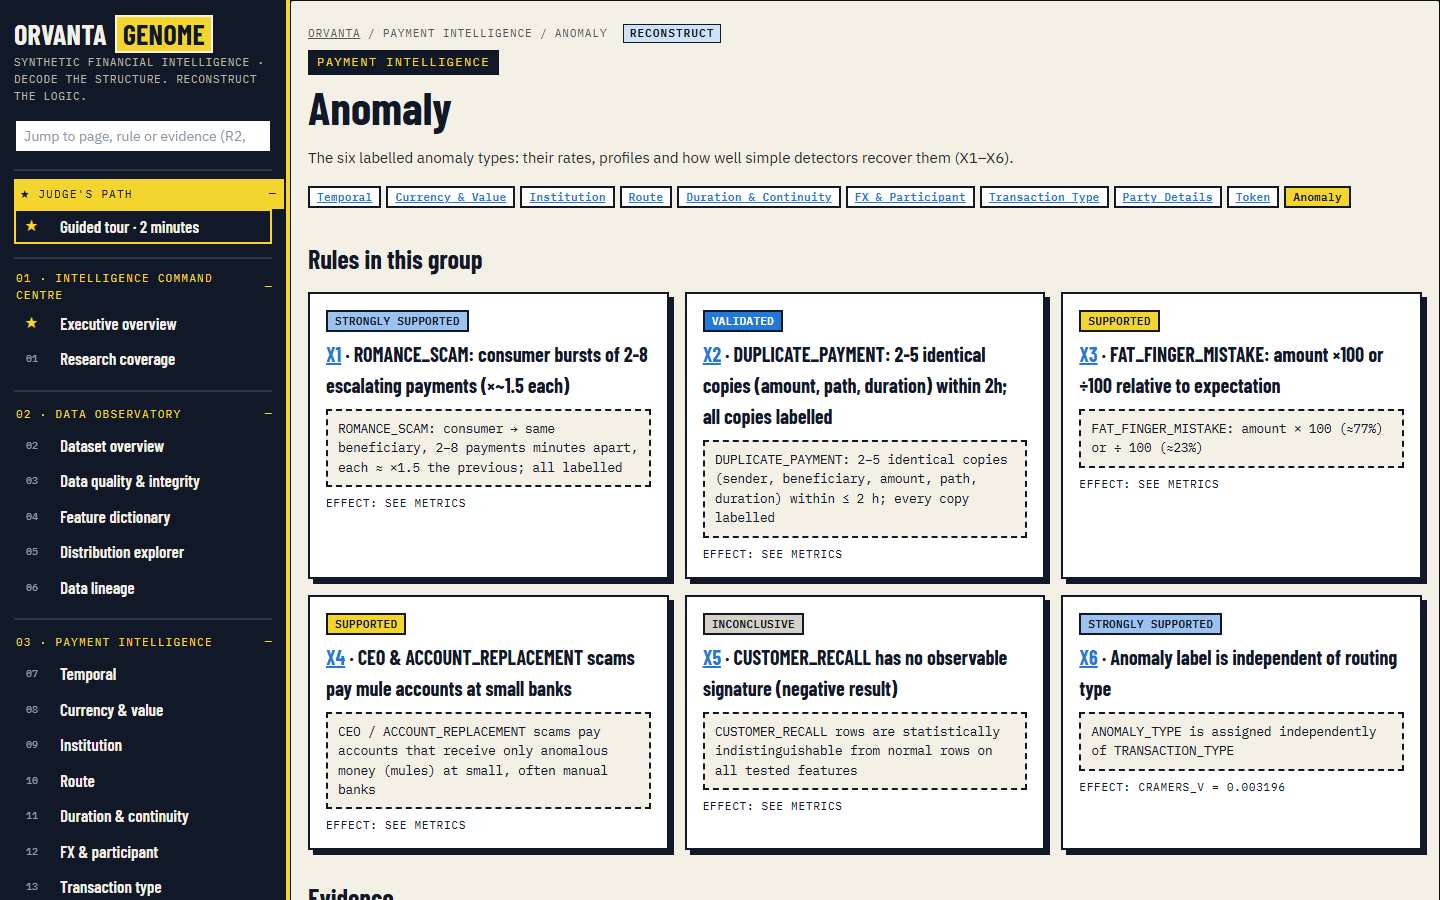 ORVANTA GENOME
SYNTHETIC FINANCIAL INTELLIGENCE ·
DECODE THE STRUCTURE. RECONSTRUCT
THE LOGIC.
Jump to page, rule or evidence (R2,
★ JUDGE'S PATH −
★ Guided tour · 2 minutes
01 · INTELLIGENCE COMMAND
CENTRE −
★ Executive overview
01 Research coverage
02 · DATA OBSERVATORY −
02 Dataset overview
03 Data quality & integrity
04 Feature dictionary
05 Distribution explorer
06 Data lineage
03 · PAYMENT INTELLIGENCE −
07 Temporal
08 Currency & value
09 Institution
10 Route
11 Duration & continuity
12 FX & participant
13 Transaction type
ORVANTA / PAYMENT INTELLIGENCE / ANOMALY RECONSTRUCT
PAYMENT INTELLIGENCE
Anomaly
The six labelled anomaly types: their rates, profiles and how well simple detectors recover them (X1–X6).
Temporal Currency & Value Institution Route Duration & Continuity FX & Participant Transaction Type Party Details Token Anomaly
Rules in this group
STRONGLY SUPPORTED
X1 · ROMANCE_SCAM: consumer bursts of 2-8
escalating payments (×~1.5 each)
ROMANCE_SCAM: consumer → same
beneficiary, 2–8 payments minutes apart,
each ≈ ×1.5 the previous; all labelled
EFFECT: SEE METRICS
VALIDATED
X2 · DUPLICATE_PAYMENT: 2-5 identical
copies (amount, path, duration) within 2h;
all copies labelled
DUPLICATE_PAYMENT: 2–5 identical copies
(sender, beneficiary, amount, path,
duration) within ≤ 2 h; every copy
labelled
EFFECT: SEE METRICS
SUPPORTED
X3 · FAT_FINGER_MISTAKE: amount ×100 or
÷100 relative to expectation
FAT_FINGER_MISTAKE: amount × 100 (≈77%)
or ÷ 100 (≈23%)
EFFECT: SEE METRICS
SUPPORTED
X4 · CEO & ACCOUNT_REPLACEMENT scams
pay mule accounts at small banks
CEO / ACCOUNT_REPLACEMENT scams pay
accounts that receive only anomalous
money (mules) at small, often manual
banks
EFFECT: SEE METRICS
INCONCLUSIVE
X5 · CUSTOMER_RECALL has no observable
signature (negative result)
CUSTOMER_RECALL rows are statistically
indistinguishable from normal rows on
all tested features
EFFECT: SEE METRICS
STRONGLY SUPPORTED
X6 · Anomaly label is independent of routing
type
ANOMALY_TYPE is assigned independently
of TRANSACTION_TYPE
EFFECT: CRAMERS_V = 0.003196
Evidence